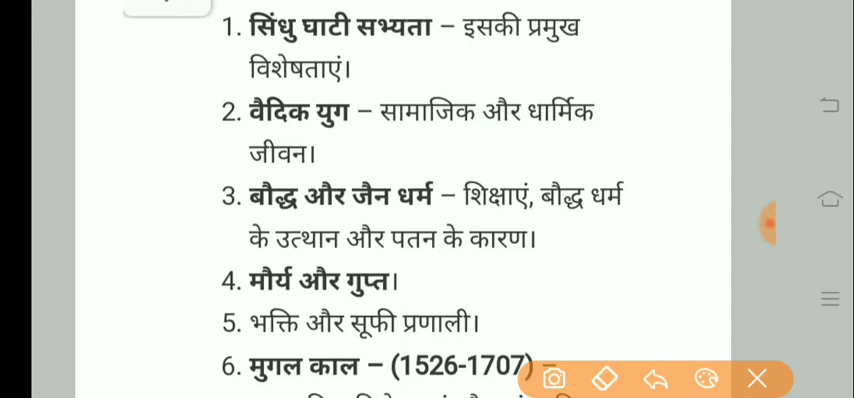 1. सिंधु घाटी सभ्यता – इसकी प्रमुख
विशेषताएं।
2. वैदिक युग – सामाजिक और धार्मिक
जीवन।
3. बौद्ध और जैन धर्म – शिक्षाएं, बौद्ध धर्म
के उत्थान और पतन के कारण।
4. मौर्य और गुप्त।
5. भक्ति और सूफी प्रणाली।
6. मुगल काल – (1526-1707) –